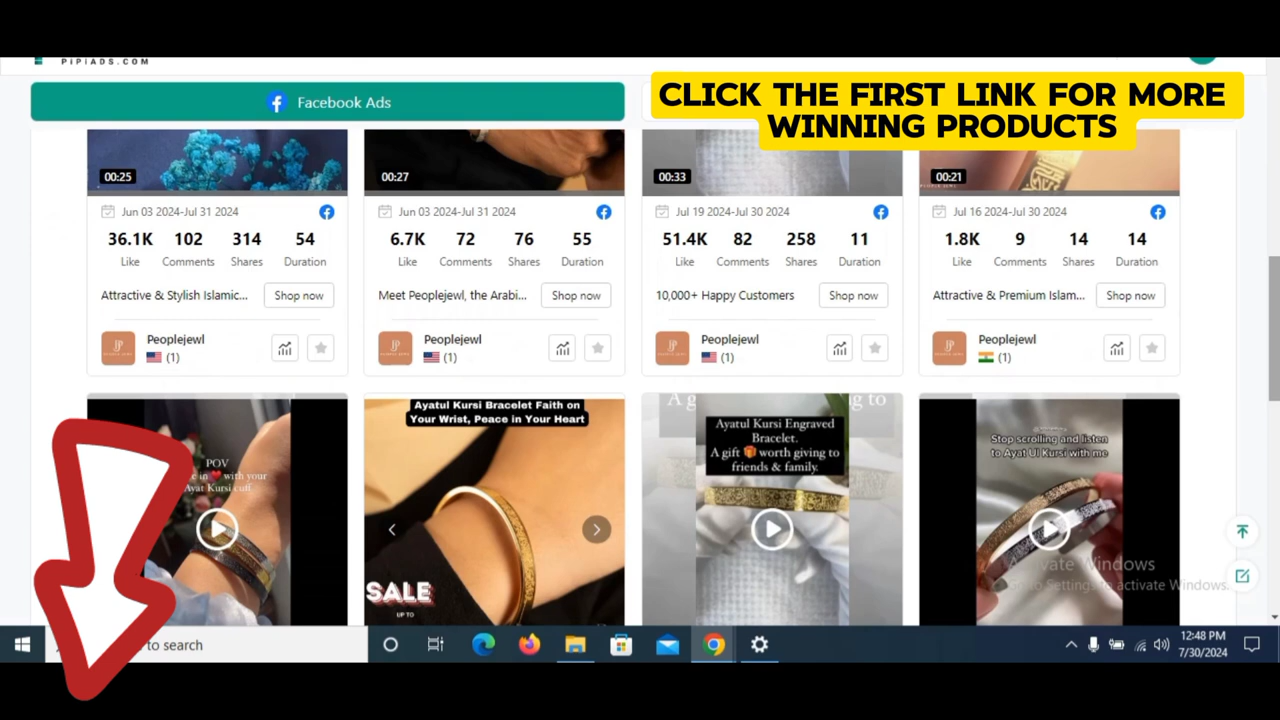 PIPIADS.COM
Facebook Ads
CLICK THE FIRST LINK FOR MORE
WINNING PRODUCTS
00:25
00:27
00:33
00:21
Jun 03 2024-Jul 31 2024
Jun 03 2024-Jul 31 2024
Jul 19 2024-Jul 30 2024
Jul 16 2024-Jul 30 2024
36.1K 102 314 54
Like Comments Shares Duration
6.7K 72 76 55
Like Comments Shares Duration
51.4K 82 258 11
Like Comments Shares Duration
1.8K 9 14 14
Like Comments Shares Duration
Attractive & Stylish Islamic... Shop now
Meet Peoplejewl, the Arabi... Shop now
10,000+ Happy Customers Shop now
Attractive & Premium Islam... Shop now
Peoplejewl
(1)
Peoplejewl
(1)
Peoplejewl
(1)
Peoplejewl
(1)
POV
in with your
Ayat Kursi cuff
Ayatul Kursi Bracelet Faith on
Your Wrist, Peace in Your Heart
SALE
UP TO
Ayatul Kursi Engraved
Bracelet.
A gift worth giving to
friends & family.
Stop scrolling and listen
to Ayat Ul Kursi with me
Activate Windows
Go to Settings to activate Windows.
to search
12:48 PM
7/30/2024